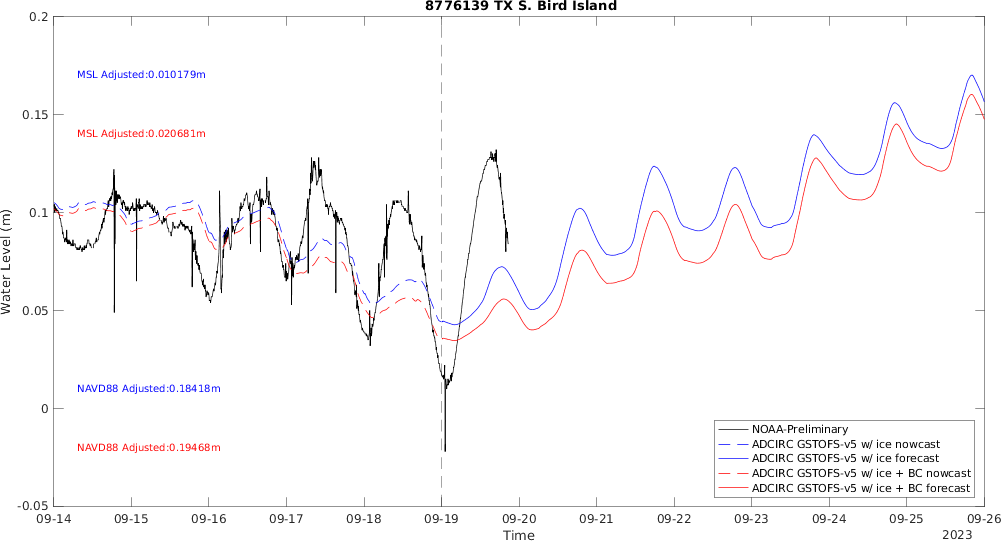 8776139 TX S. Bird Island
0.2
0.15
0.1
0.05
0
-0.05
Water Level (m)
MSL Adjusted:0.010179m
MSL Adjusted:0.020681m
NAVD88 Adjusted:0.18418m
NAVD88 Adjusted:0.19468m
NOAA-Preliminary
ADCIRC GSTOFS-v5 w/ ice nowcast
ADCIRC GSTOFS-v5 w/ ice forecast
ADCIRC GSTOFS-v5 w/ ice + BC nowcast
ADCIRC GSTOFS-v5 w/ ice + BC forecast
09-14 09-15 09-16 09-17 09-18 09-19 09-20 09-21 09-22 09-23 09-24 09-25 09-26
Time
2023